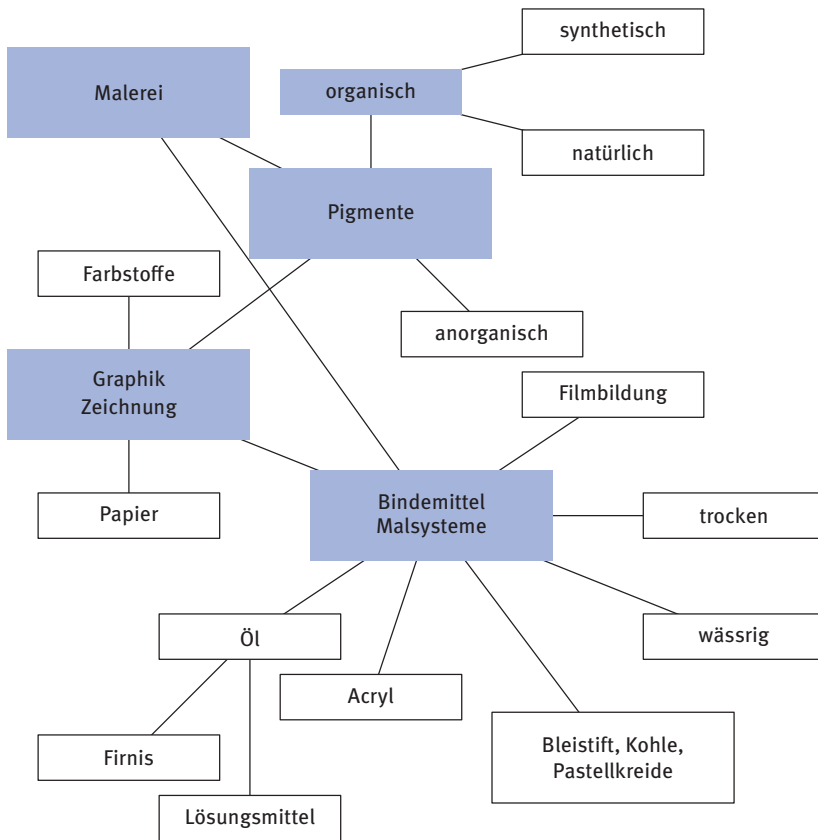 synthetisch
Malerei
organisch
natürlich
Pigmente
Farbstoffe
anorganisch
Graphik
Zeichnung
Filmbildung
Papier
Bindemittel
Malsysteme
trocken
Öl
wässrig
Acryl
Firnis
Bleistift, Kohle,
Pastellkreide
Lösungsmittel